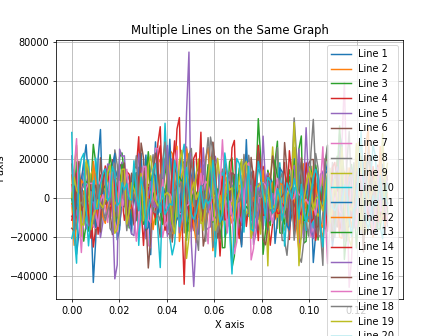 Multiple Lines on the Same Graph
80000
60000
40000
20000
0
−20000
−40000
0.00
0.02
0.04
0.06
0.08
0.10
X axis
Line 1
Line 2
Line 3
Line 4
Line 5
Line 6
Line 7
Line 8
Line 9
Line 10
Line 11
Line 12
Line 13
Line 14
Line 15
Line 16
Line 17
Line 18
Line 19
Line 20